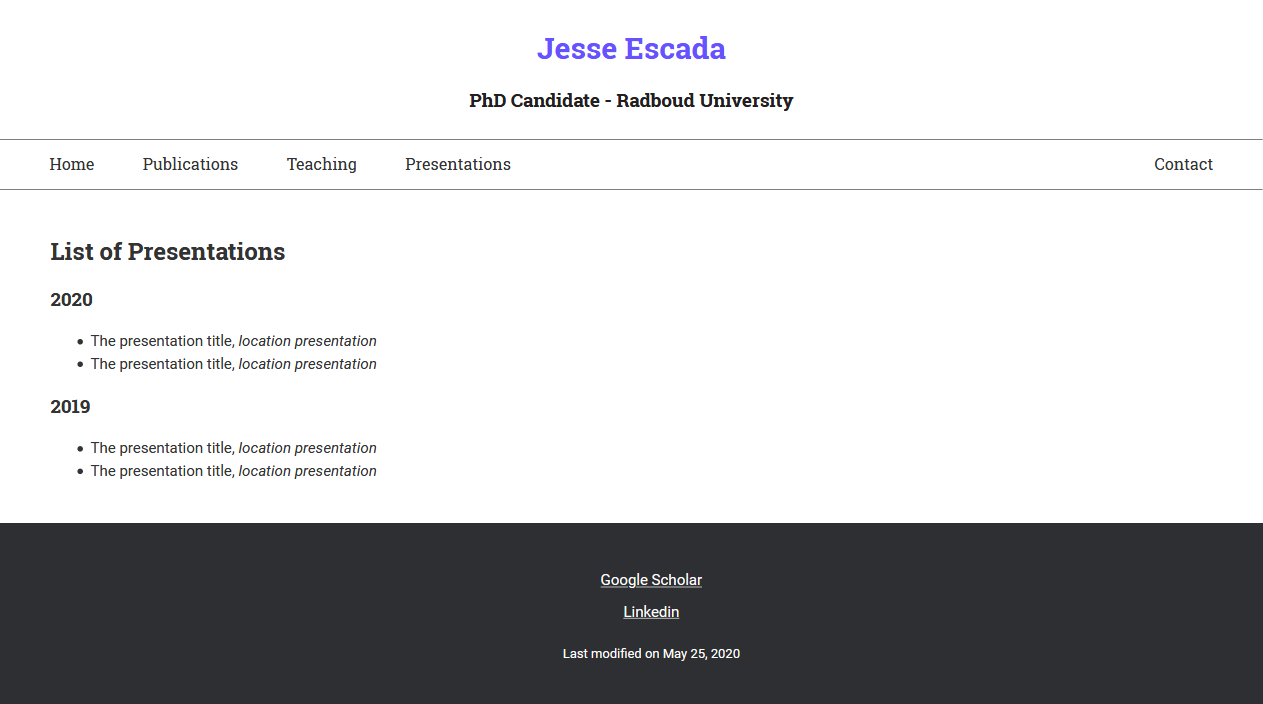 Jesse Escada
PhD Candidate - Radboud University
Home Publications Teaching Presentations Contact
List of Presentations
2020
• The presentation title, location presentation
• The presentation title, location presentation
2019
• The presentation title, location presentation
• The presentation title, location presentation
Google Scholar
Linkedin
Last modified on May 25, 2020